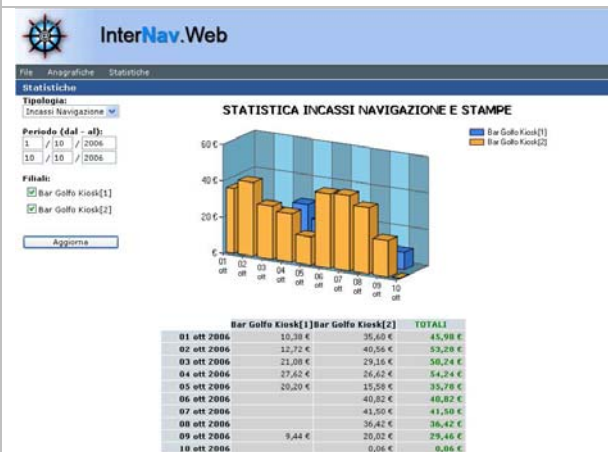 InterNav.Web
File Anagrafiche Statistiche
Statistiche
Tipologia:
Incassi Navigazione
Periodo (dal - al):
1 / 10 / 2006
10 / 10 / 2006
Filiali:
Bar Golfo Kiosk[1]
Bar Golfo Kiosk[2]
Aggiorna
STATISTICA INCASSI NAVIGAZIONE E STAMPE
Bar Golfo Kiosk[1]
Bar Golfo Kiosk[2]
60 €
40 €
20 €
€
01 ott 02 ott 03 ott 04 ott 05 ott 06 ott 07 ott 08 ott 09 ott 10 ott
Bar Golfo Kiosk[1] Bar Golfo Kiosk[2] TOTALI
01 ott 2006 10,38 € 35,60 € 45,98 €
02 ott 2006 12,72 € 40,56 € 53,28 €
03 ott 2006 21,08 € 29,16 € 50,24 €
04 ott 2006 27,62 € 26,62 € 54,24 €
05 ott 2006 20,20 € 15,58 € 35,78 €
06 ott 2006 40,82 € 40,82 €
07 ott 2006 41,50 € 41,50 €
08 ott 2006 36,42 € 36,42 €
09 ott 2006 9,44 € 20,02 € 29,46 €
10 ott 2006 0,06 € 0,06 €